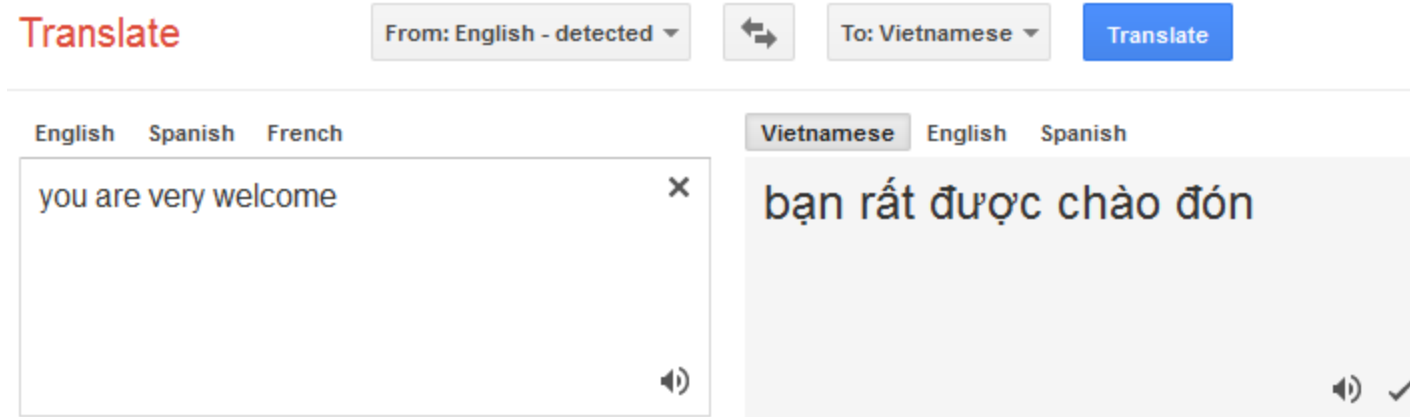 Translate From: English - detected To: Vietnamese Translate
English Spanish French Vietnamese English Spanish
you are very welcome
bạn rất được chào đón